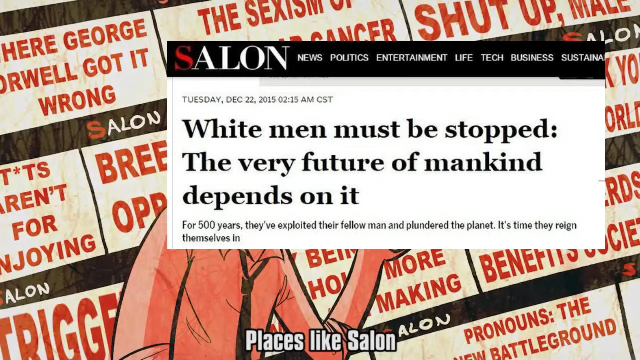 HERE GEORGE
ORWELL GOT IT
WRONG
SALON
THE SEXISM OF
CANCER
SHUT UP, MALE
SALON
SALON
NEWS POLITICS ENTERTAINMENT LIFE TECH BUSINESS
TUESDAY, DEC 22, 2015 02:15 AM CST
White men must be stopped:
The very future of mankind
depends on it
For 500 years, they've exploited their fellow man and plundered the planet. It's time they reign
themselves in
T*TS
AREN'T
FOR
ENJOYING
SALON
MORE
MAKING
BENEFITS
SALON
PRONOUNS: THE
NEW BATTLEGROUND
Places like Salon